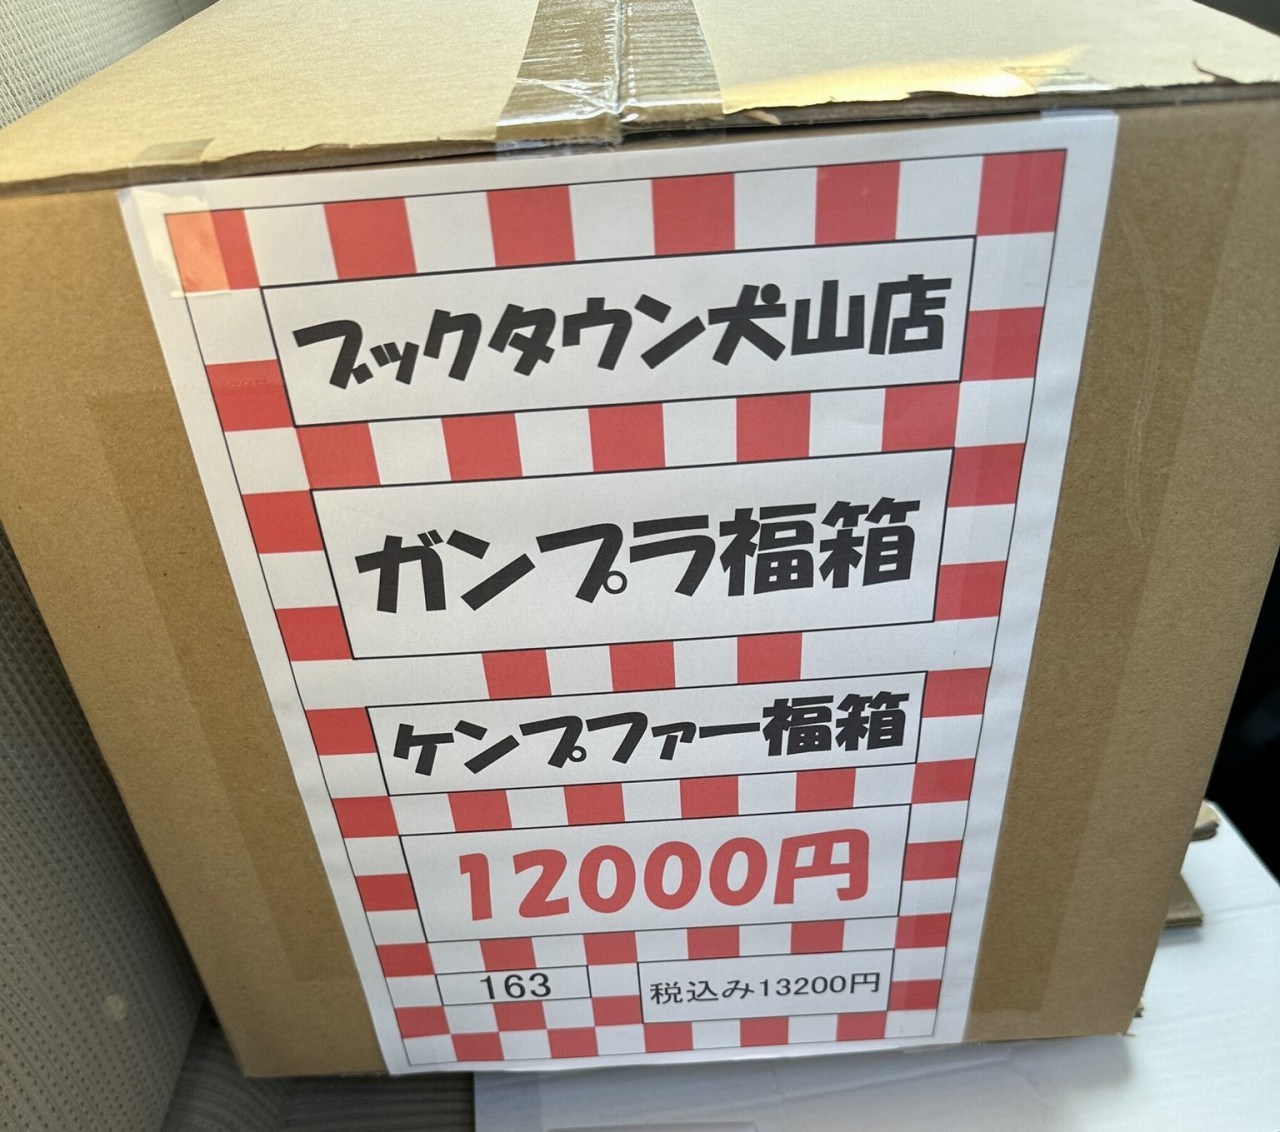 ブックタウン犬山店
ガンプラ福箱
ケンプファー福箱
12000円
163
税込み13200円